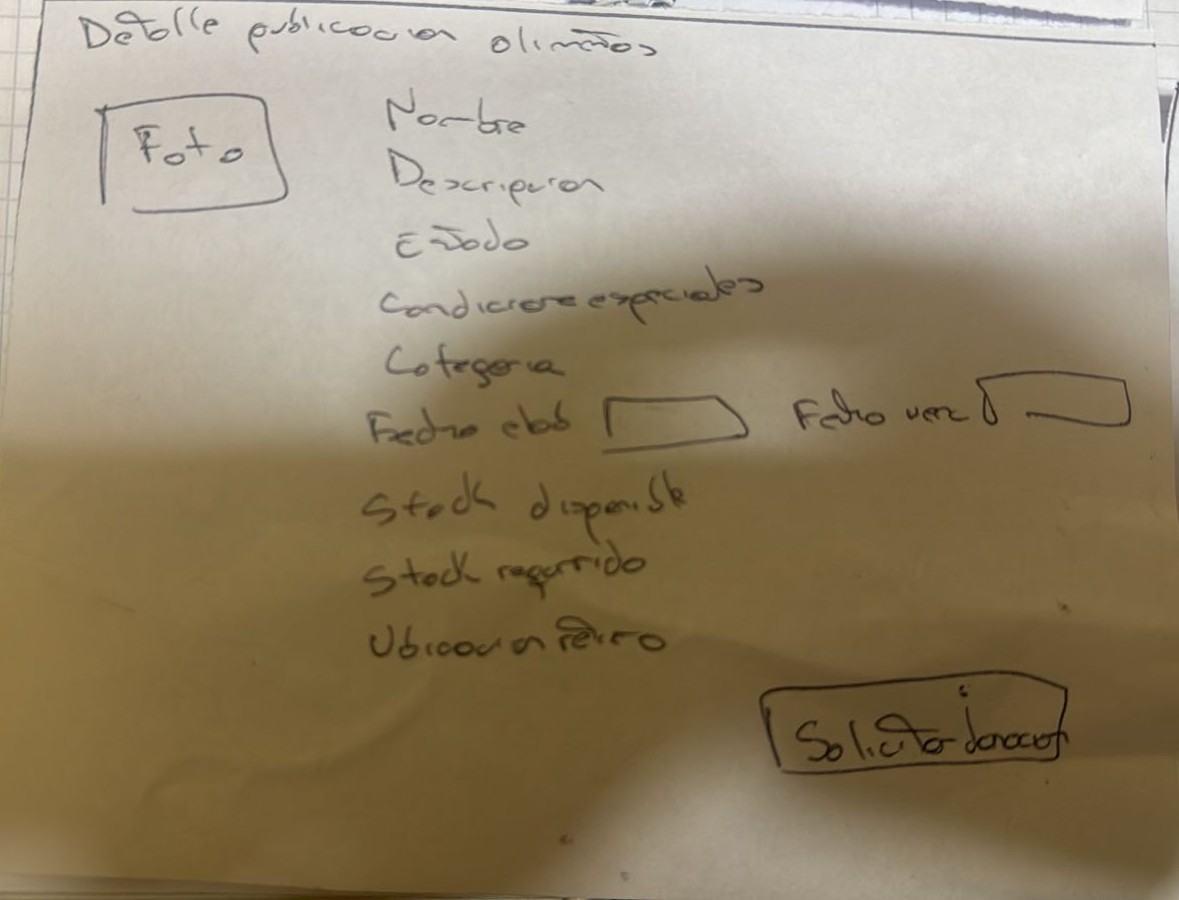 Detalle publicacion alimentos
Foto
Nombre
Descripcion
Estado
Condiciones especiales
Categoria
Fecha elab
Fecha venc
Stock disponible
Stock requerido
Ubicacion retiro
Solicitar donacion